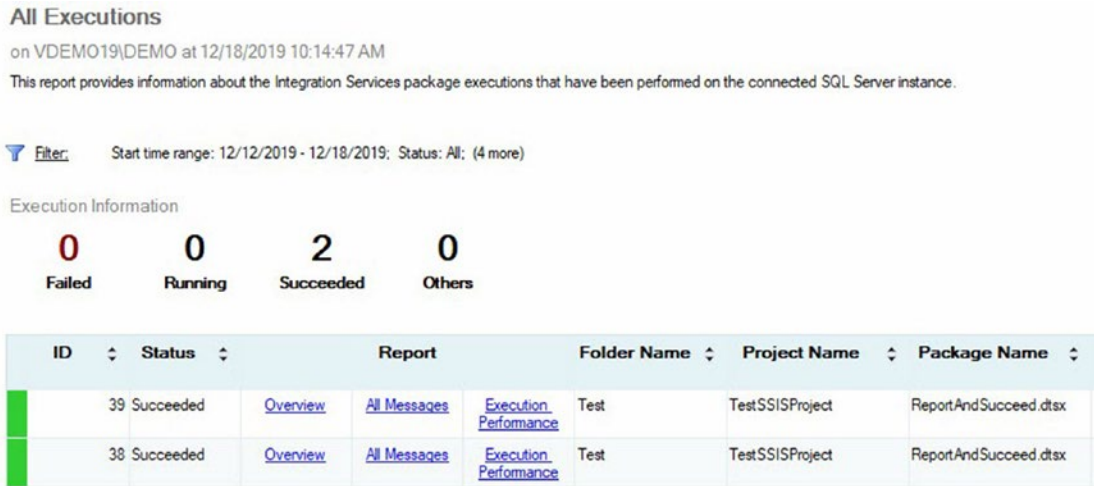 All Executions
on VDEMO19\DEMO at 12/18/2019 10:14:47 AM
This report provides information about the Integration Services package executions that have been performed on the connected SQL Server instance.
Filter: Start time range: 12/12/2019 - 12/18/2019; Status: All; (4 more)
Execution Information
0 0 2 0
Failed Running Succeeded Others
ID Status Report Folder Name Project Name Package Name
39 Succeeded Overview All Messages Execution Test TestSSISProject ReportAndSucceed.dtsx
Performance
38 Succeeded Overview All Messages Execution Test TestSSISProject ReportAndSucceed.dtsx
Performance